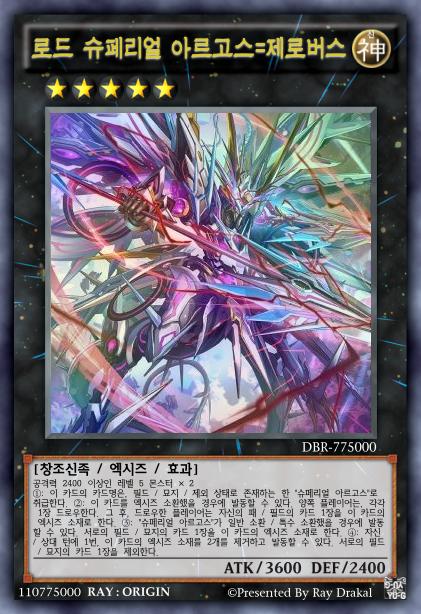 로드 슈페리얼 아르고스=제로버스
神
신
DBR-775000
[창조신족 / 엑시즈 / 효과]
공격력 2400 이상인 레벨 5 몬스터 × 2
①: 이 카드의 카드명은, 필드 / 묘지 / 제외 상태로 존재하는 한 "슈페리얼 아르고스"로
취급한다. ②: 이 카드를 엑시즈 소환했을 경우에 발동할 수 있다. 양쪽 플레이어는, 각각
1장 드로우한다. 그 후, 드로우한 플레이어는 자신의 패 / 필드의 카드 1장을 이 카드의
엑시즈 소재로 한다. ③: "슈페리얼 아르고스"가 일반 소환 / 특수 소환했을 경우에 발동
할 수 있다. 서로의 필드 / 묘지의 카드 1장을 이 카드의 엑시즈 소재로 한다. ④: 자신
/ 상대 턴에 1번, 이 카드의 엑시즈 소재를 2개를 제거하고 발동할 수 있다. 서로의 필드
/ 묘지의 카드 1장을 제외한다.
ATK / 3600 DEF / 2400
110775000 RAY : ORIGIN
©Presented By Ray Drakal